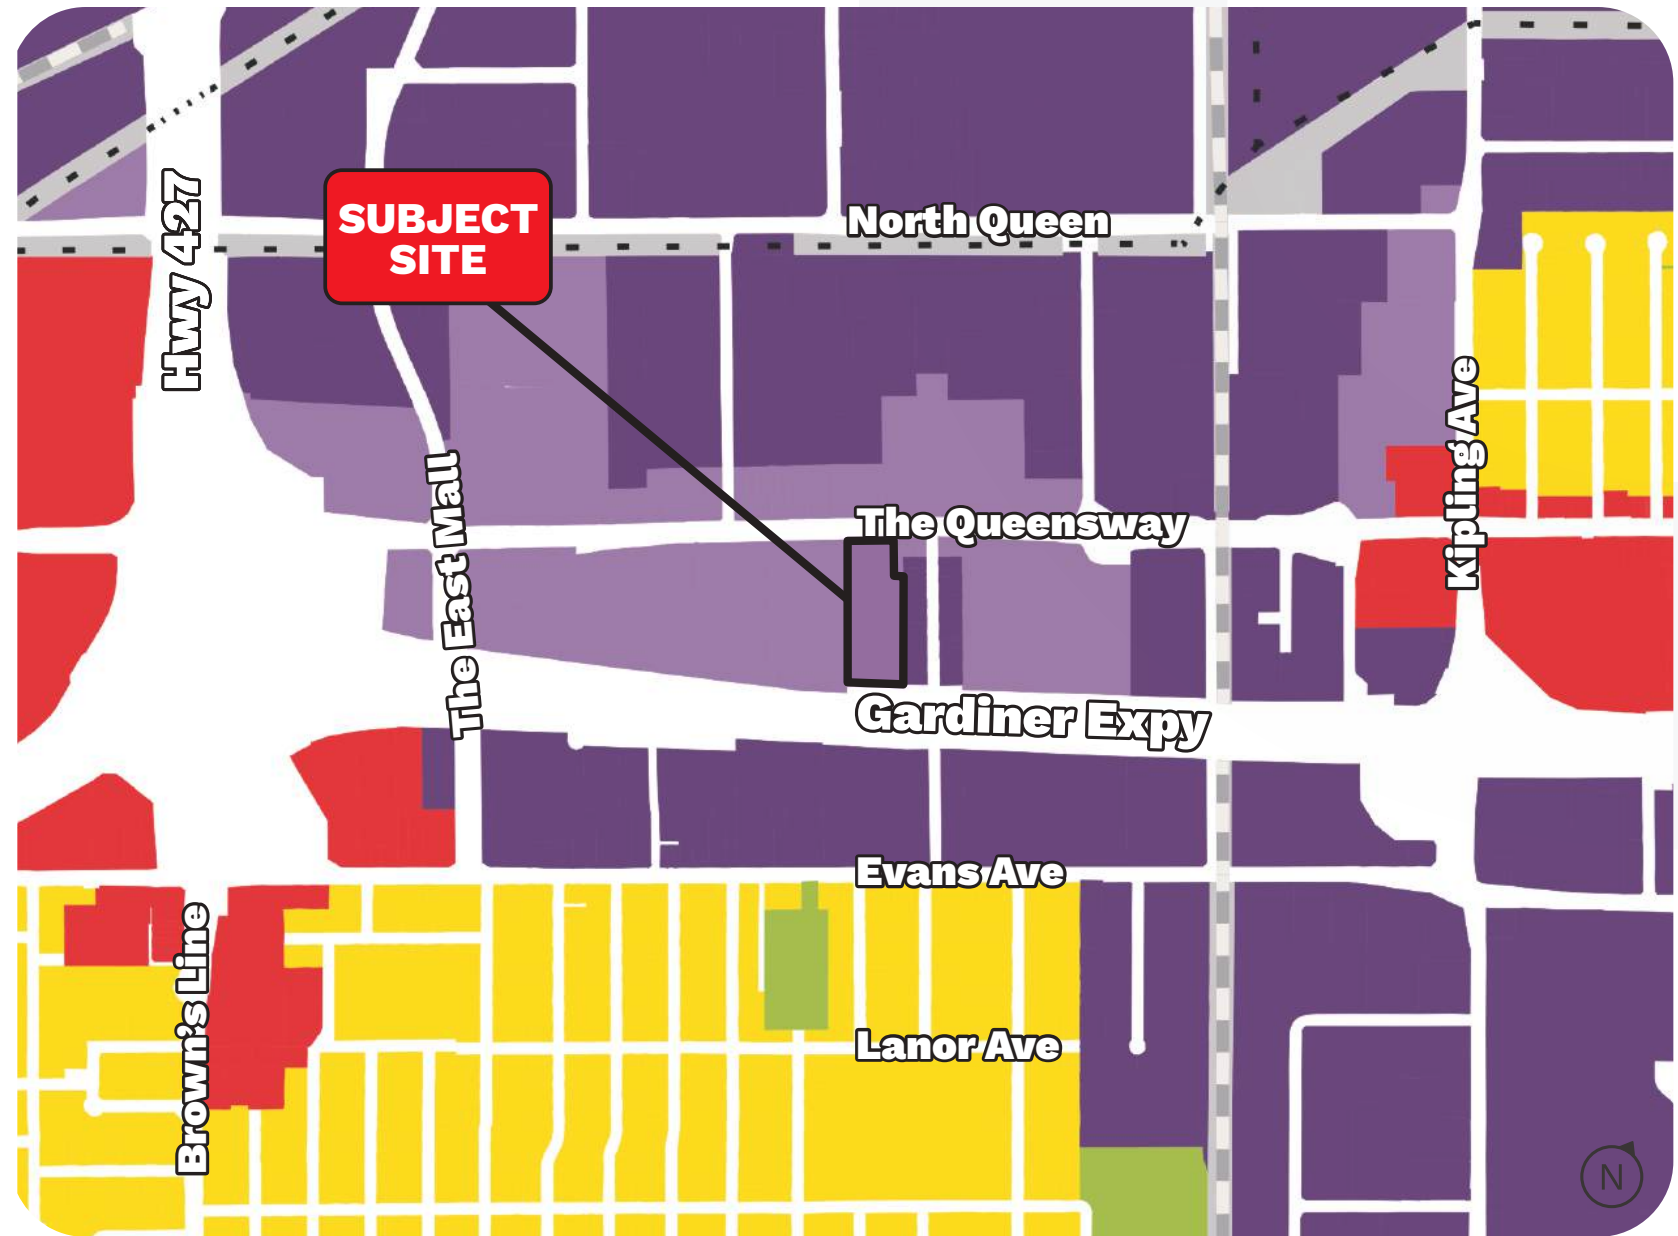 SUBJECT
SITE
North Queen
Hwy 427
Kipling Ave
The East Mall
The Queensway
Gardiner Expy
Evans Ave
Brown's Line
Lanor Ave
N